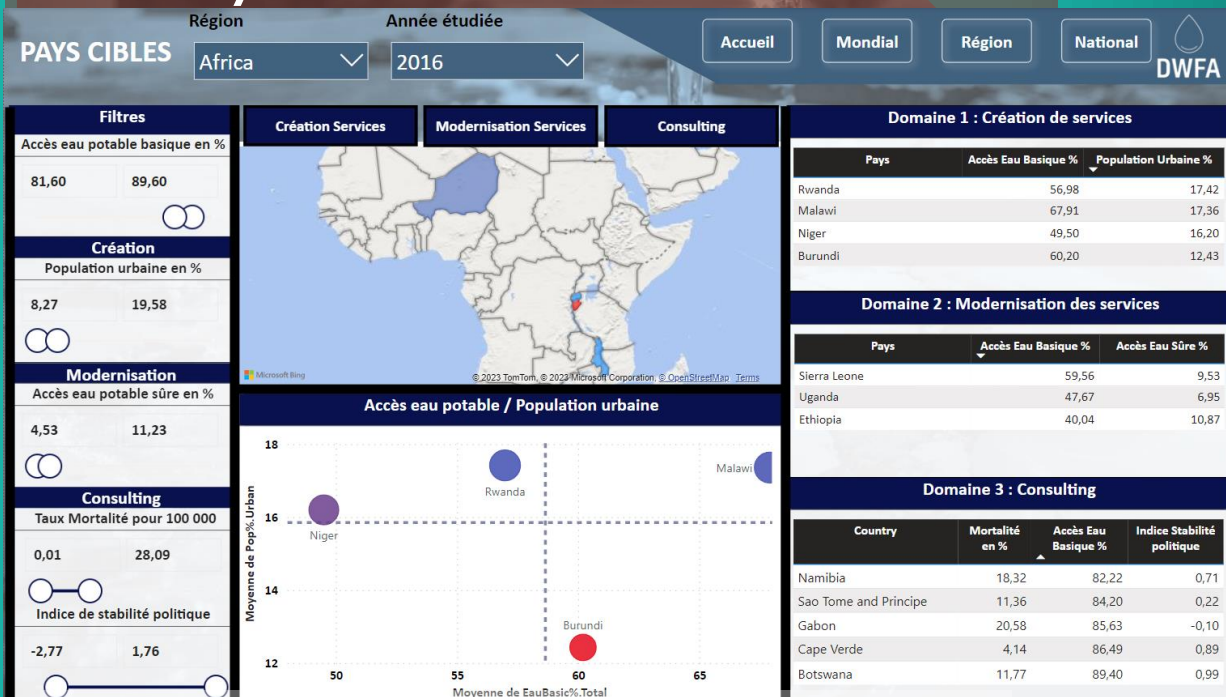 Région
Année étudiée
PAYS CIBLES
Africa
2016
Accueil
Mondial
Région
National
DWFA
Filtres
Accès eau potable basique en %
81,60 89,60
Création
Population urbaine en %
8,27 19,58
Modernisation
Accès eau potable sûre en %
4,53 11,23
Consulting
Taux Mortalité pour 100 000
0,01 28,09
Indice de stabilité politique
-2,77 1,76
Création Services
Modernisation Services
Consulting
Microsoft Bing
© 2023 TomTom, © 2023 Microsoft Corporation, © OpenStreetMap Terms
Accès eau potable / Population urbaine
Moyenne de Pop%.Urban
18
16
14
12
Niger
Rwanda
Malawi
Burundi
50 55 60 65
Moyenne de EauBasic%.Total
Domaine 1 : Création de services
Pays Accès Eau Basique % Population Urbaine %
Rwanda 56,98 17,42
Malawi 67,91 17,36
Niger 49,50 16,20
Burundi 60,20 12,43
Domaine 2 : Modernisation des services
Pays Accès Eau Basique % Accès Eau Sûre %
Sierra Leone 59,56 9,53
Uganda 47,67 6,95
Ethiopia 40,04 10,87
Domaine 3 : Consulting
Country Mortalité en % Accès Eau Basique % Indice Stabilité politique
Namibia 18,32 82,22 0,71
Sao Tome and Principe 11,36 84,20 0,22
Gabon 20,58 85,63 -0,10
Cape Verde 4,14 86,49 0,89
Botswana 11,77 89,40 0,99